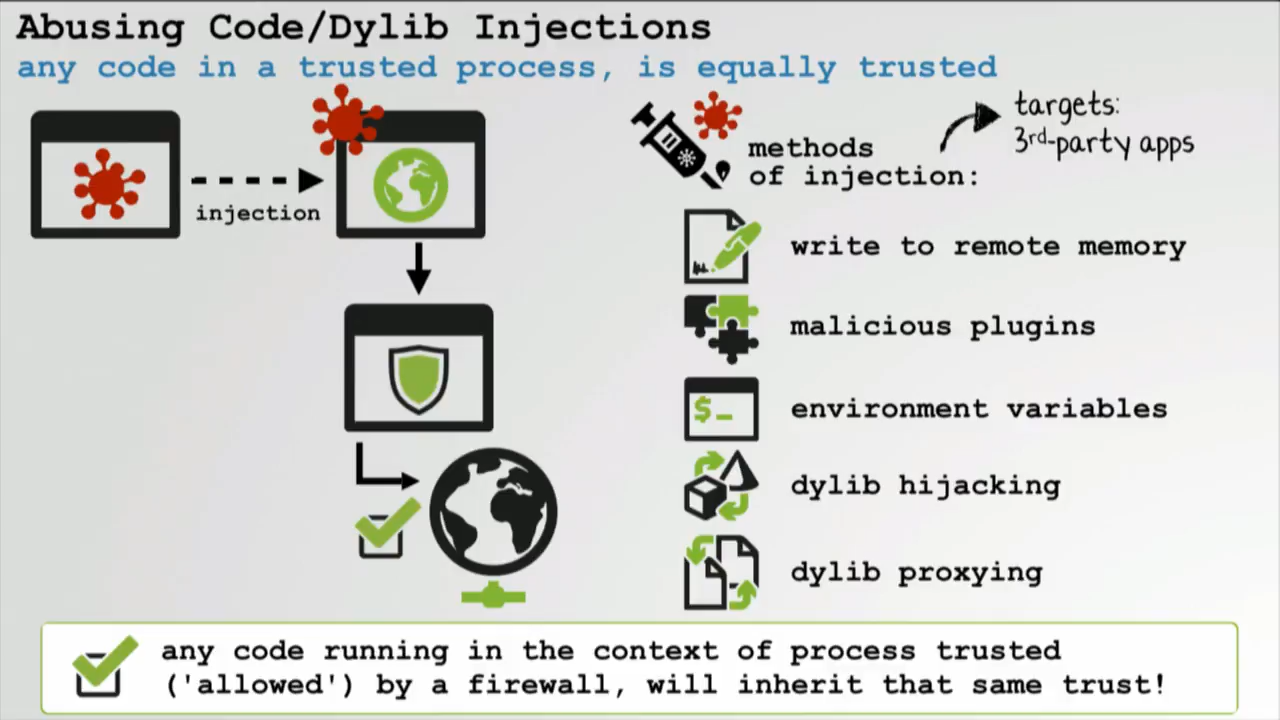 Abusing Code/Dylib Injections
any code in a trusted process, is equally trusted
injection
methods
of injection:
targets:
3rd-party apps
write to remote memory
malicious plugins
$_
environment variables
dylib hijacking
dylib proxying
any code running in the context of process trusted
('allowed') by a firewall, will inherit that same trust!